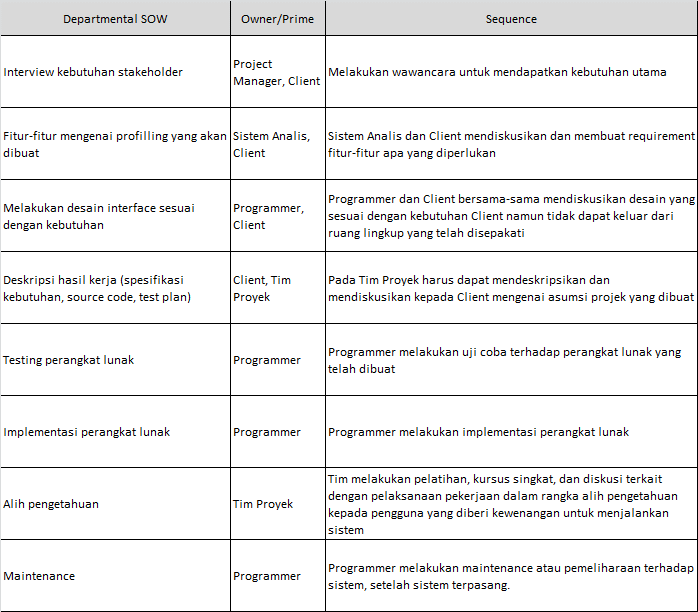 Departmental SOW
Owner/Prime
Sequence
Interview kebutuhan stakeholder
Project
Manager, Client
Melakukan wawancara untuk mendapatkan kebutuhan utama
Fitur-fitur mengenai profilling yang akan
dibuat
Sistem Analis,
Client
Sistem Analis dan Client mendiskusikan dan membuat requirement
fitur-fitur apa yang diperlukan
Melakukan desain interface sesuai
dengan kebutuhan
Programmer,
Client
Programmer dan Client bersama-sama mendiskusikan desain yang
sesuai dengan kebutuhan Client namun tidak dapat keluar dari
ruang lingkup yang telah disepakati
Deskripsi hasil kerja (spesifikasi
kebutuhan, source code, test plan)
Client, Tim
Proyek
Pada Tim Proyek harus dapat mendeskripsikan dan
mendiskusikan kepada Client mengenai asumsi projek yang dibuat
Testing perangkat lunak
Programmer
Programmer melakukan uji coba terhadap perangkat lunak yang
telah dibuat
Implementasi perangkat lunak
Programmer
Programmer melakukan implementasi perangkat lunak
Alih pengetahuan
Tim Proyek
Tim melakukan pelatihan, kursus singkat, dan diskusi terkait
dengan pelaksanaan pekerjaan dalam rangka alih pengetahuan
kepada pengguna yang diberi kewenangan untuk menjalankan
sistem
Maintenance
Programmer
Programmer melakukan maintenance atau pemeliharaan terhadap
sistem, setelah sistem terpasang.